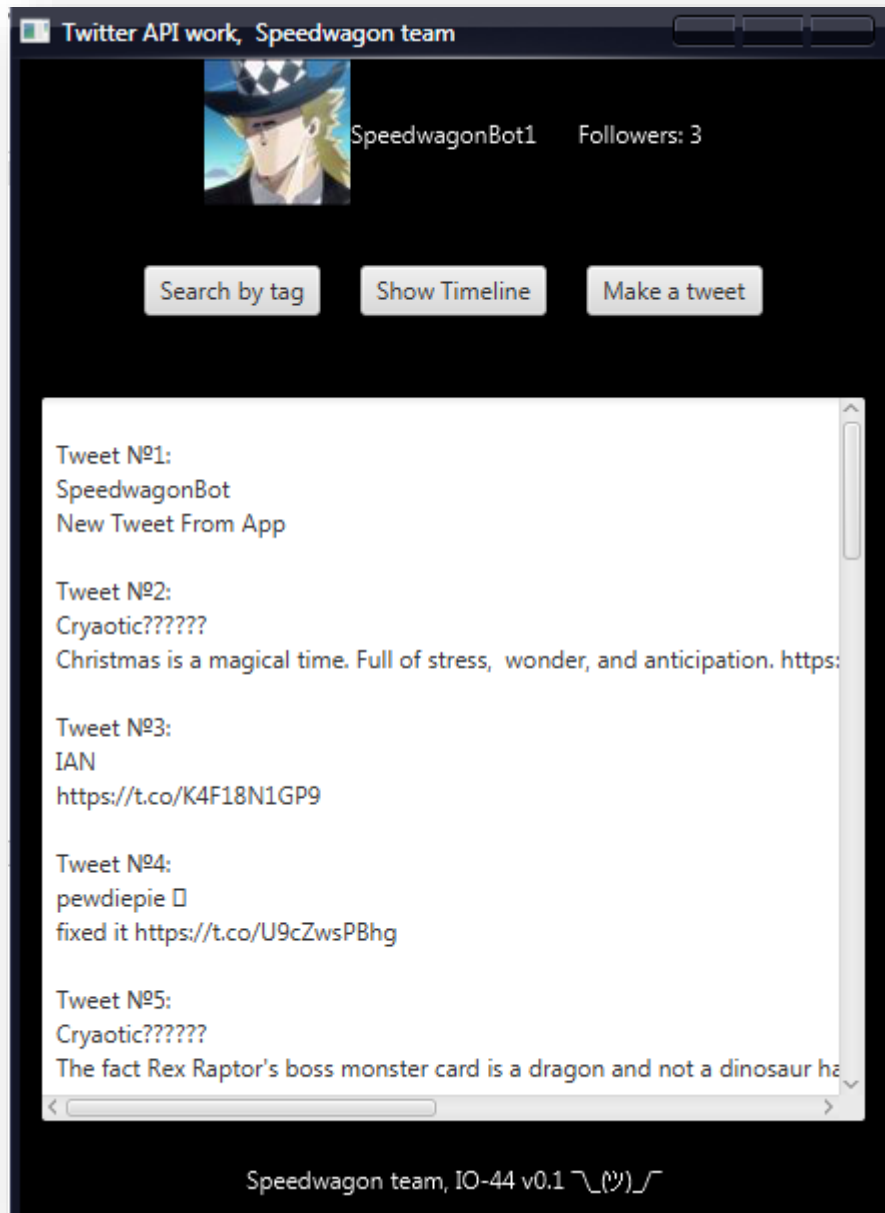 Twitter API work, Speedwagon team
SpeedwagonBot1 Followers: 3
Search by tag Show Timeline Make a tweet
Tweet №1:
SpeedwagonBot
New Tweet From App
Tweet №2:
Cryaotic??????
Christmas is a magical time. Full of stress,  wonder, and anticipation. https:
Tweet №3:
IAN
https://t.co/K4F18N1GP9
Tweet №4:
pewdiepie ▯
fixed it https://t.co/U9cZwsPBhg
Tweet №5:
Cryaotic??????
The fact Rex Raptor's boss monster card is a dragon and not a dinosaur ha
Speedwagon team, IO-44 v0.1 ¯\_(ツ)_/¯